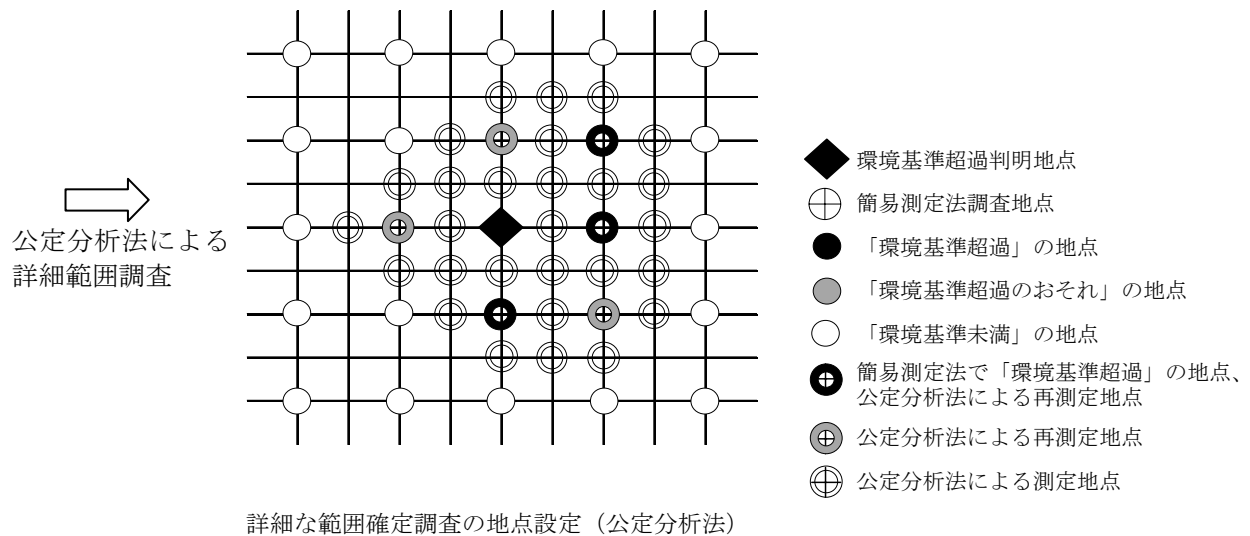 公定分析法による
詳細範囲調査
環境基準超過判明地点
簡易測定法調査地点
「環境基準超過」の地点
「環境基準超過のおそれ」の地点
「環境基準未満」の地点
簡易測定法で「環境基準超過」の地点、
公定分析法による再測定地点
公定分析法による再測定地点
公定分析法による測定地点
詳細な範囲確定調査の地点設定（公定分析法）